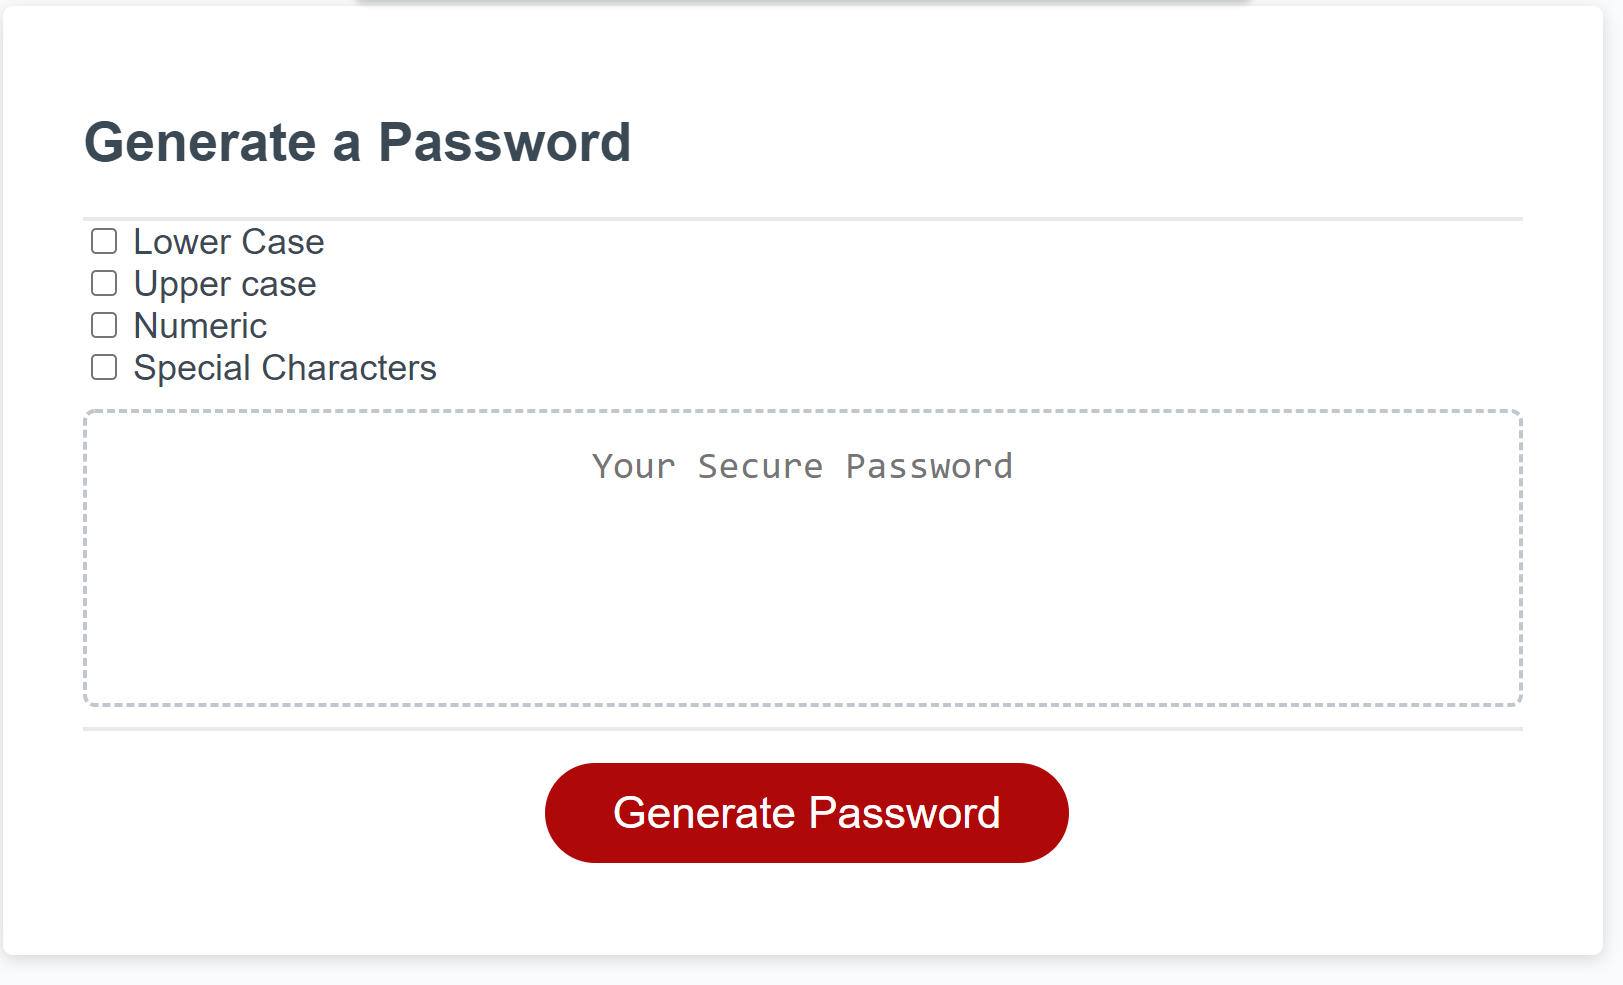 Generate a Password
Lower Case
Upper case
Numeric
Special Characters
Your Secure Password
Generate Password